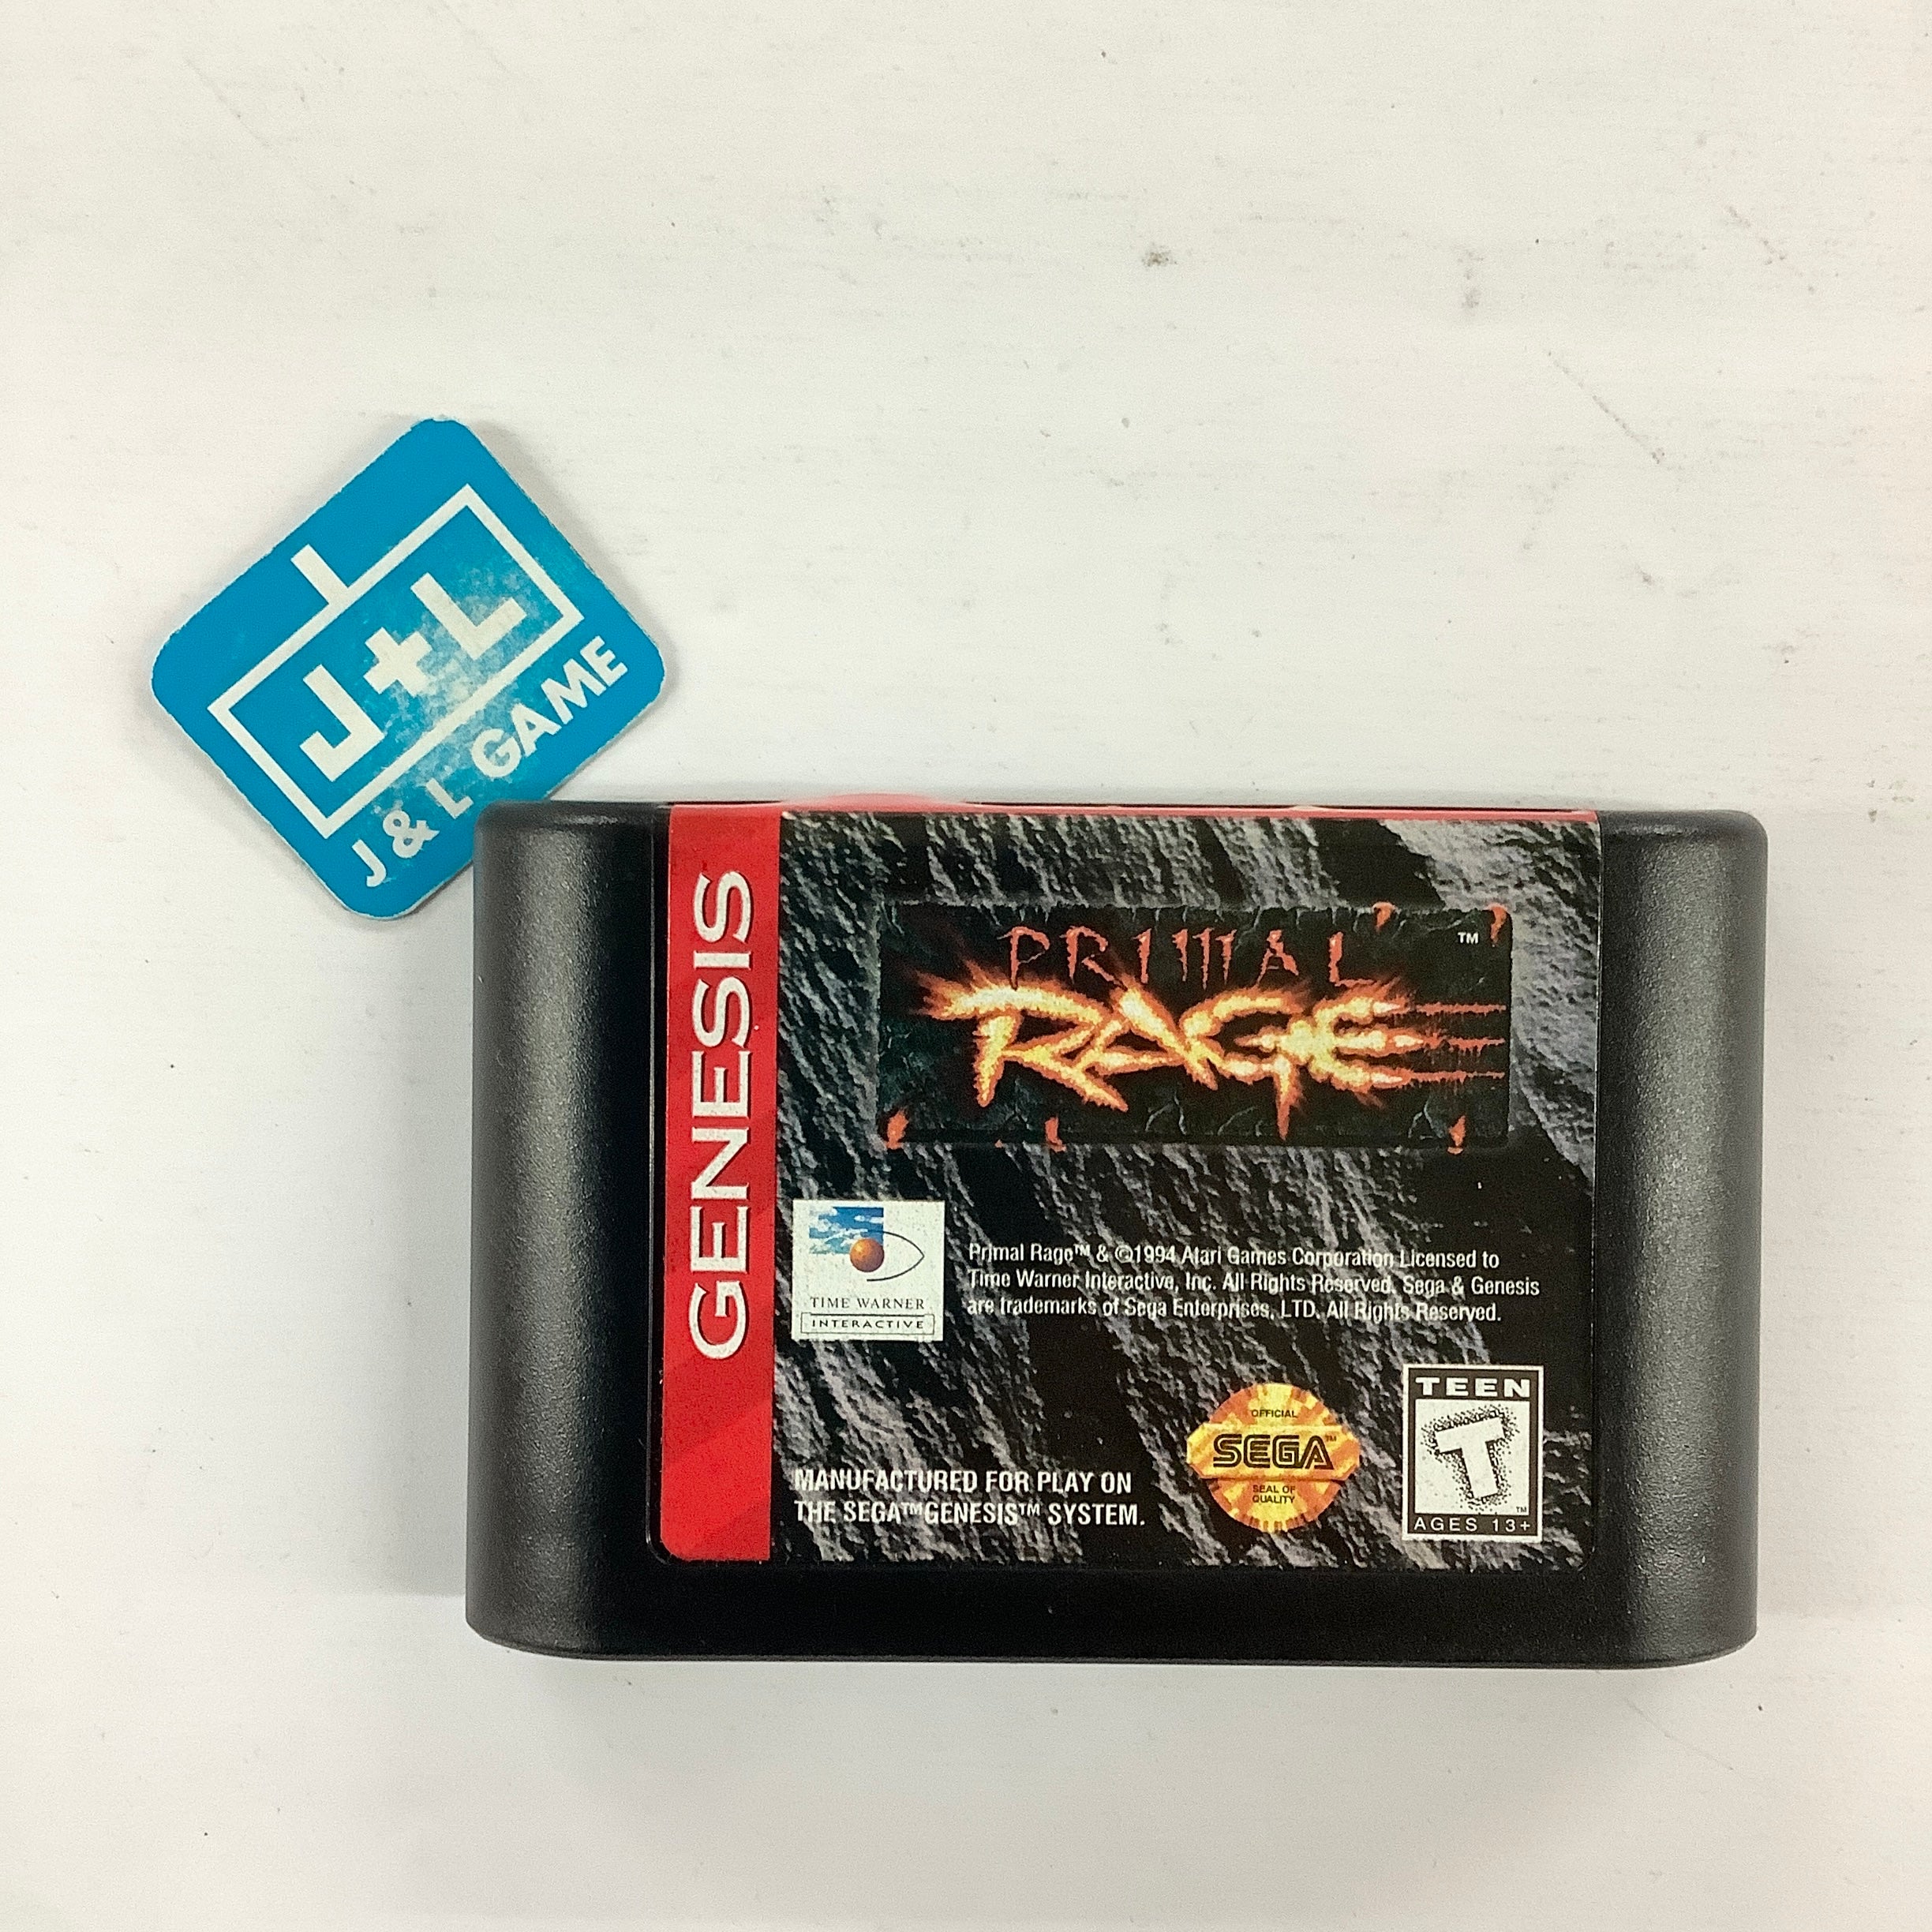 J+L
J & L GAME
GENESIS
PRIMAL ™
RAGE
TIME WARNER
INTERACTIVE
Primal Rage™ & ©1994 Atari Games Corporation Licensed to
Time Warner Interactive, Inc. All Rights Reserved. Sega & Genesis
are trademarks of Sega Enterprises, LTD. All Rights Reserved.
MANUFACTURED FOR PLAY ON
THE SEGA™GENESIS™ SYSTEM.
OFFICIAL
SEGA™
SEAL OF
QUALITY
TEEN
T™
AGES 13+